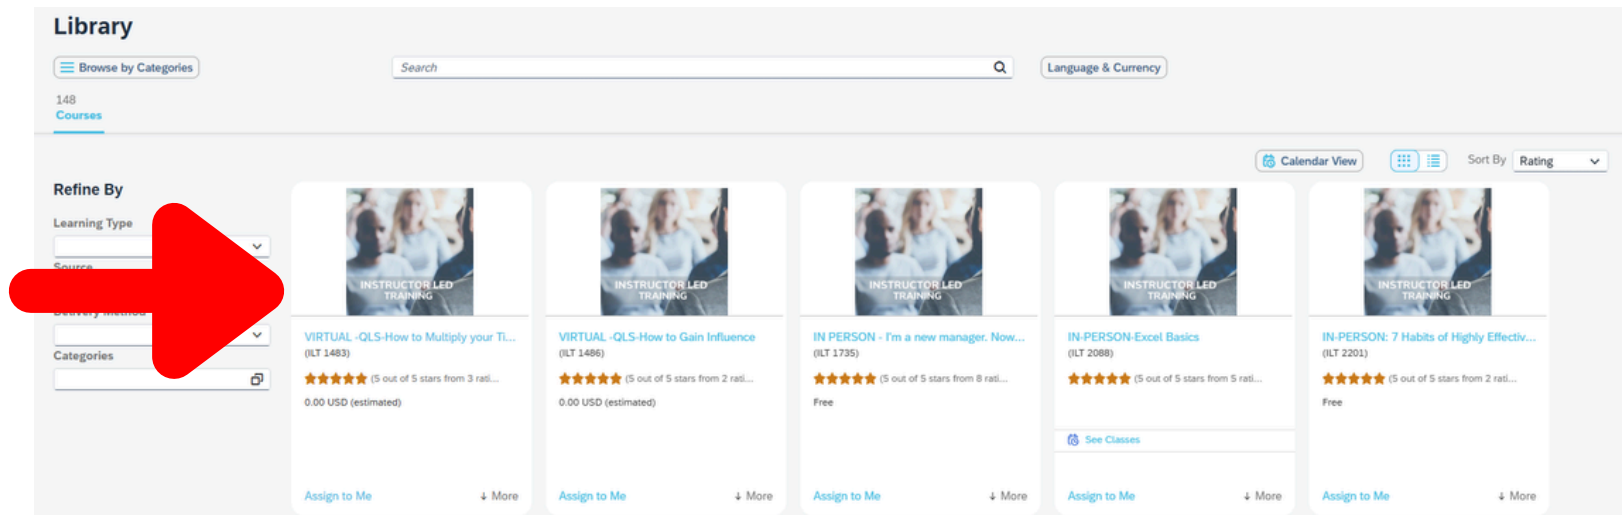 Library
Browse by Categories
Search
Language & Currency
148
Courses
Calendar View
Sort By Rating
Refine By
Learning Type
Source
Delivery Method
Categories
INSTRUCTOR LED
TRAINING
VIRTUAL -QLS-How to Multiply your Ti...
(ILT 1483)
(5 out of 5 stars from 3 rati...
0.00 USD (estimated)
Assign to Me
More
INSTRUCTOR LED
TRAINING
VIRTUAL -QLS-How to Gain Influence
(ILT 1486)
(5 out of 5 stars from 2 rati...
0.00 USD (estimated)
Assign to Me
More
INSTRUCTOR LED
TRAINING
IN PERSON - I'm a new manager. Now...
(ILT 1735)
(5 out of 5 stars from 8 rati...
Free
Assign to Me
More
INSTRUCTOR LED
TRAINING
IN-PERSON-Excel Basics
(ILT 2088)
(5 out of 5 stars from 5 rati...
See Classes
Assign to Me
More
INSTRUCTOR LED
TRAINING
IN-PERSON: 7 Habits of Highly Effectiv...
(ILT 2201)
(5 out of 5 stars from 2 rati...
Free
Assign to Me
More